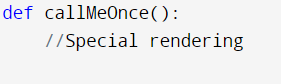 def callMeOnce():
    //Special rendering